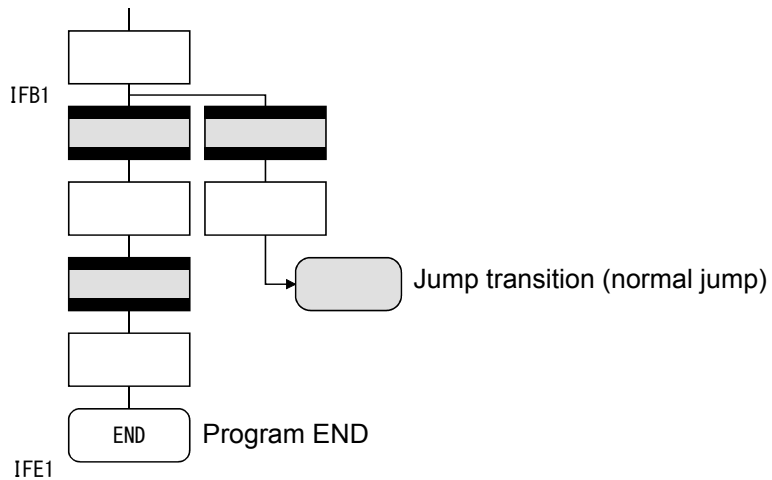 IFB1
Jump transition (normal jump)
END
Program END
IFE1